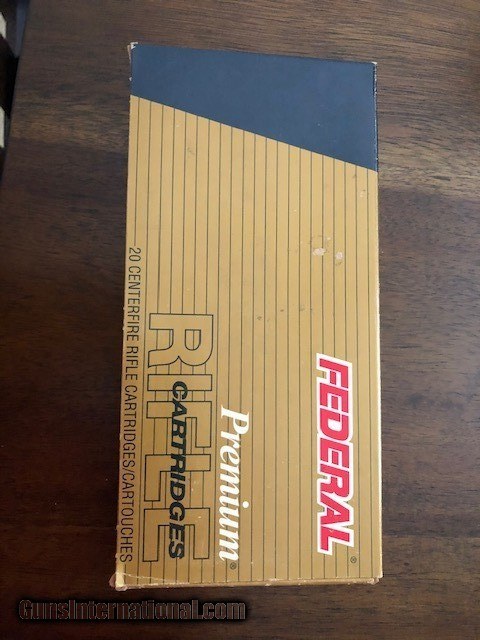 FEDERAL®
Premium®
RIFLE
CARTRIDGES
20 CENTERFIRE RIFLE CARTRIDGES/CARTOUCHES
GunsInternational.com